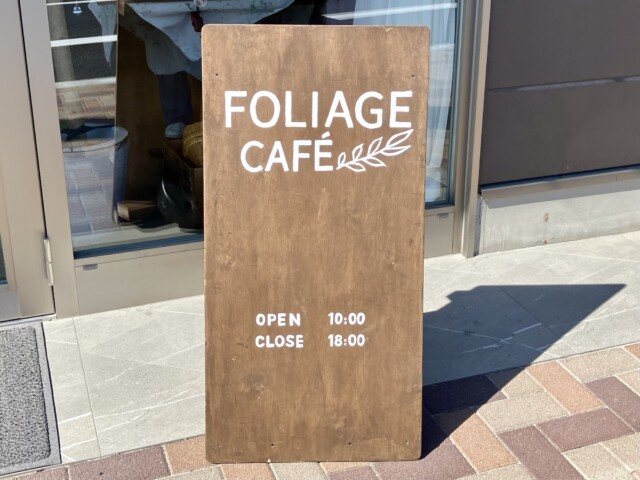 FOLIAGE
CAFÉ
OPEN 10:00
CLOSE 18:00